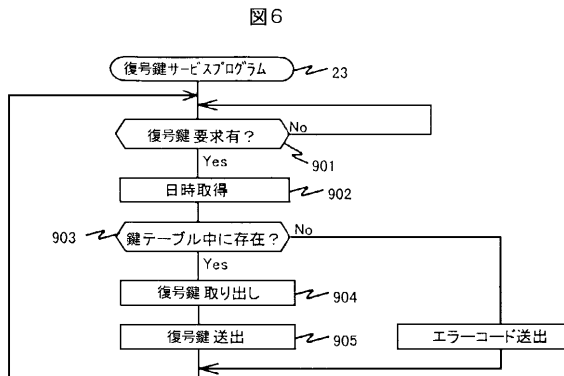 図6
復号鍵サービスプログラム
23
復号鍵要求有?
No
901
Yes
日時取得
902
903
鍵テーブル中に存在?
No
Yes
復号鍵取り出し
904
復号鍵送出
905
エラーコード送出